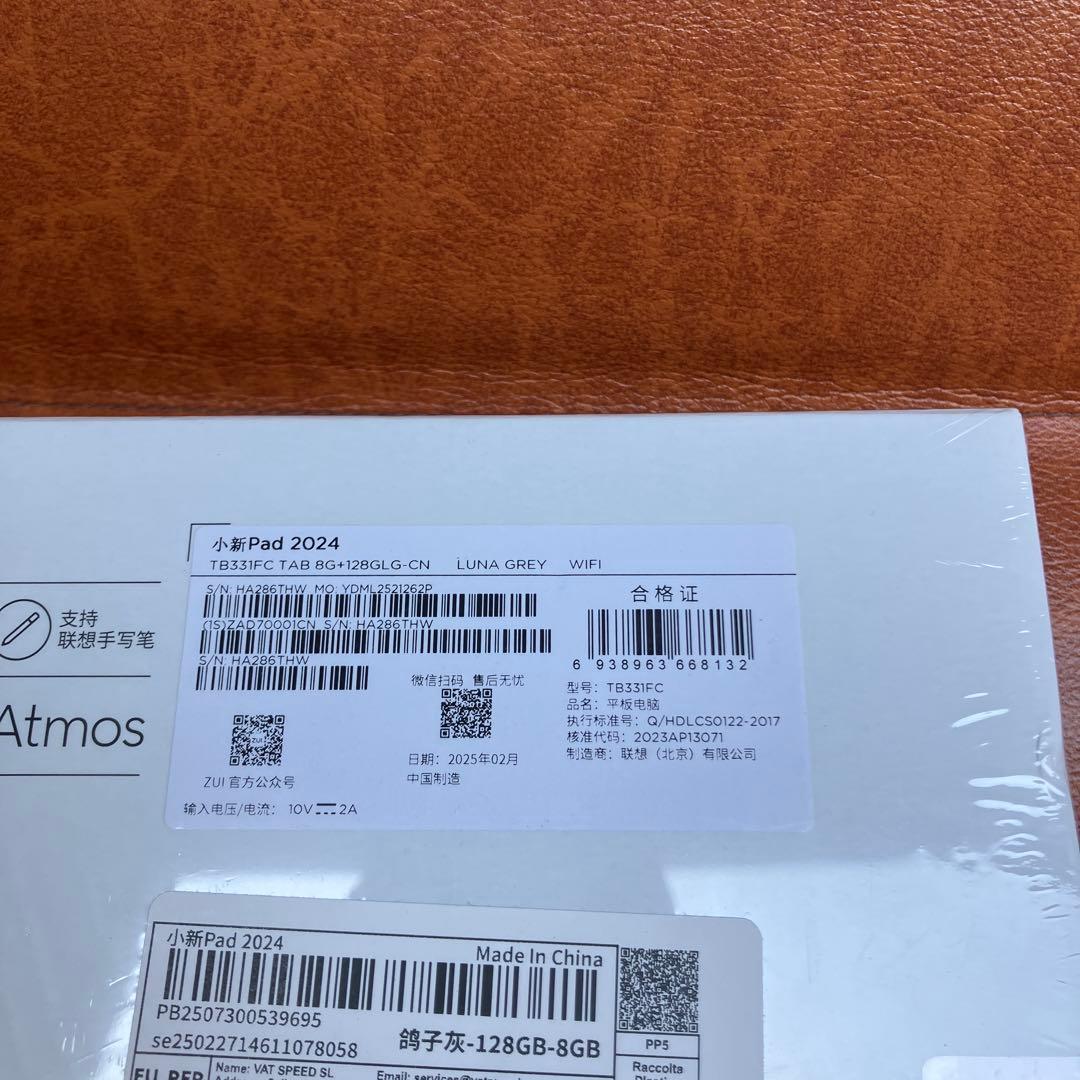 小新Pad 2024
TB331FC TAB 8G+128GLG-CN LUNA GREY WIFI
S/N: HA286THW MO: YDML2521262P
(1S)ZAD70001CN S/N: HA286THW
S/N: HA286THW
合格证
6 938963 668132
微信扫码 售后无忧
型号：TB331FC
品名：平板电脑
执行标准号：Q/HDLCS0122-2017
核准代码：2023AP13071
制造商：联想（北京）有限公司
ZUI
ZUI 官方公众号
日期：2025年02月
中国制造
输入电压/电流：10V 2A
支持
联想手写笔
Atmos
小新Pad 2024
Made In China
PB2507300539695
se25022714611078058
鸽子灰-128GB-8GB
PP5
Raccolta
EU REP
Name: VAT SPEED SL
Email: